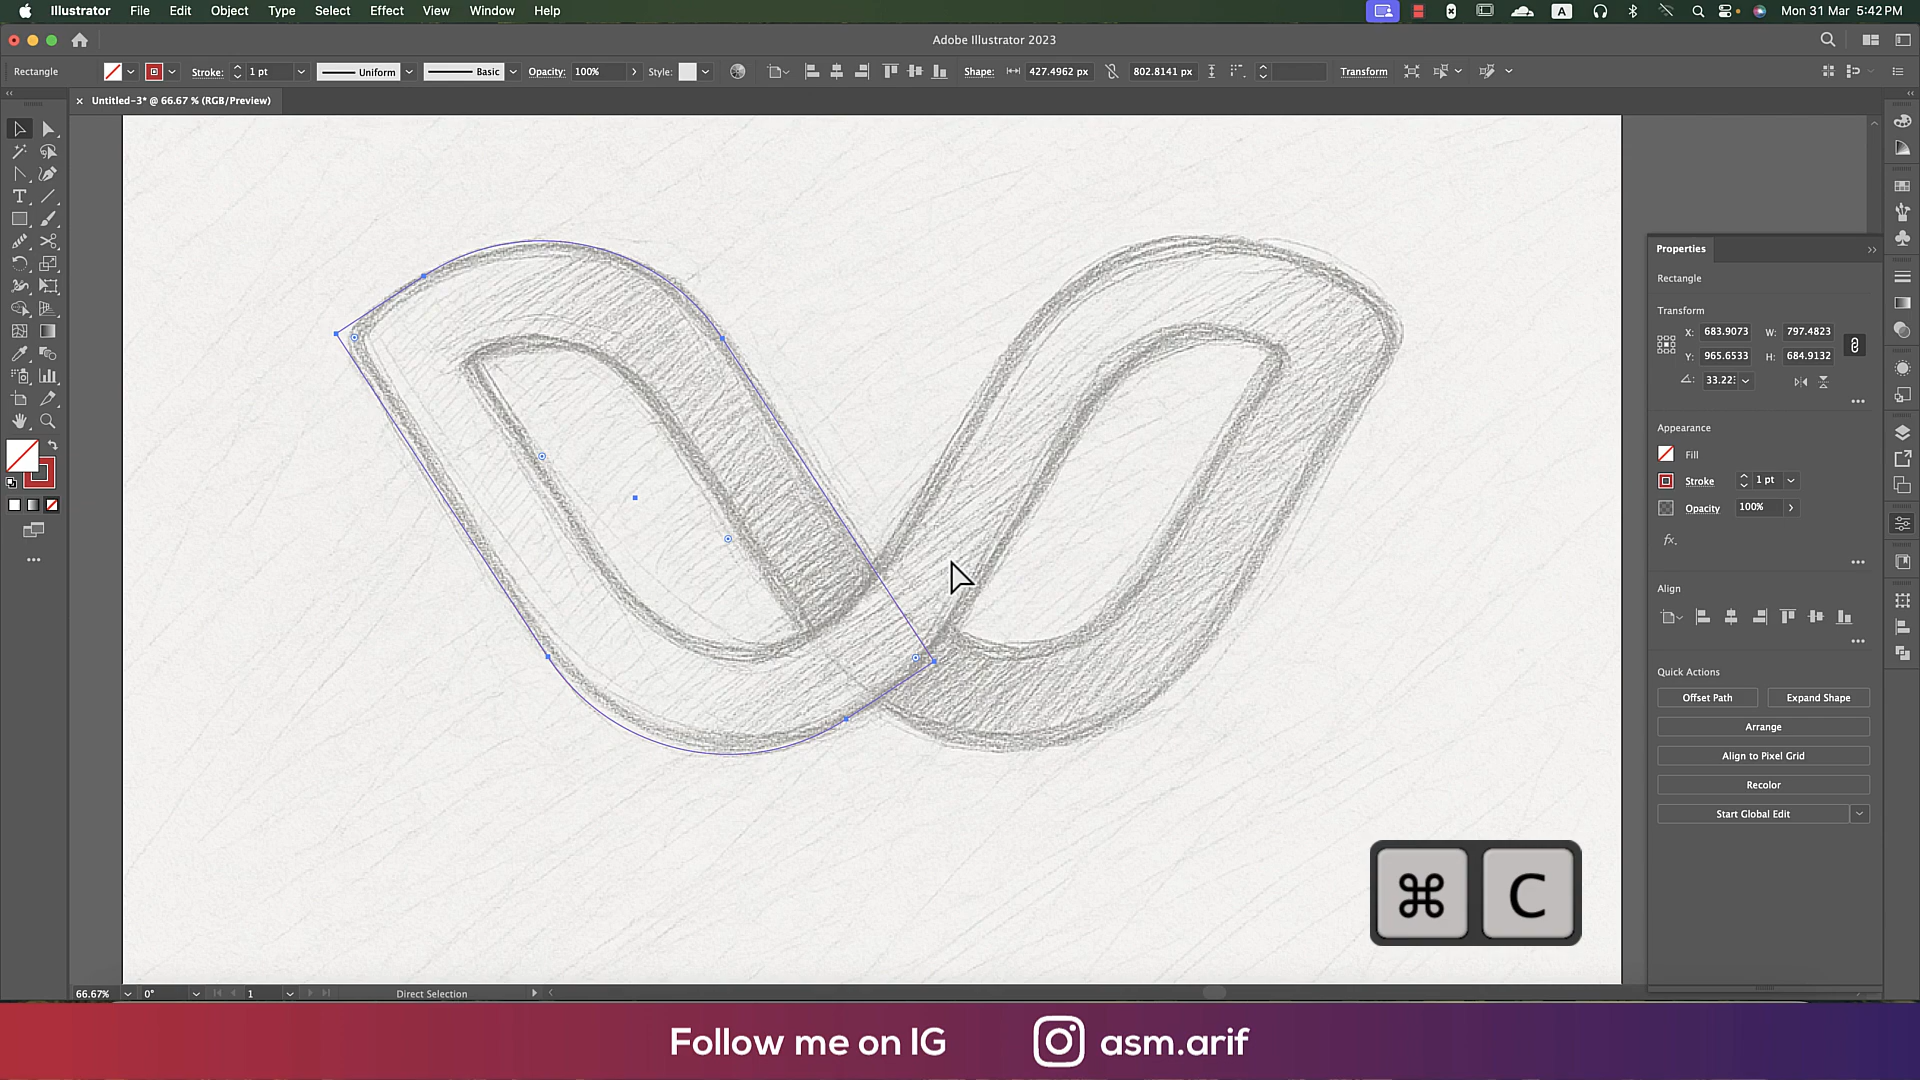 Illustrator File Edit Object Type Select Effect View Window Help A Mon 31 Mar 5:42 PM
Adobe Illustrator 2023
Rectangle Stroke: 1 pt Uniform Basic Opacity: 100% Style: Shape: 427.4962 px 802.8141 px Transform
× Untitled-3* @ 66.67 % (RGB/Preview)
Properties
Rectangle
Transform
X: 683.9073 W: 797.4823
Y: 965.6533 H: 684.9132
33.22
Appearance
Fill
Stroke 1 pt
Opacity 100%
fx.
Align
Quick Actions
Offset Path Expand Shape
Arrange
Align to Pixel Grid
Recolor
Start Global Edit
⌘ C
66.67% 0° 1 Direct Selection
Follow me on IG asm.arif